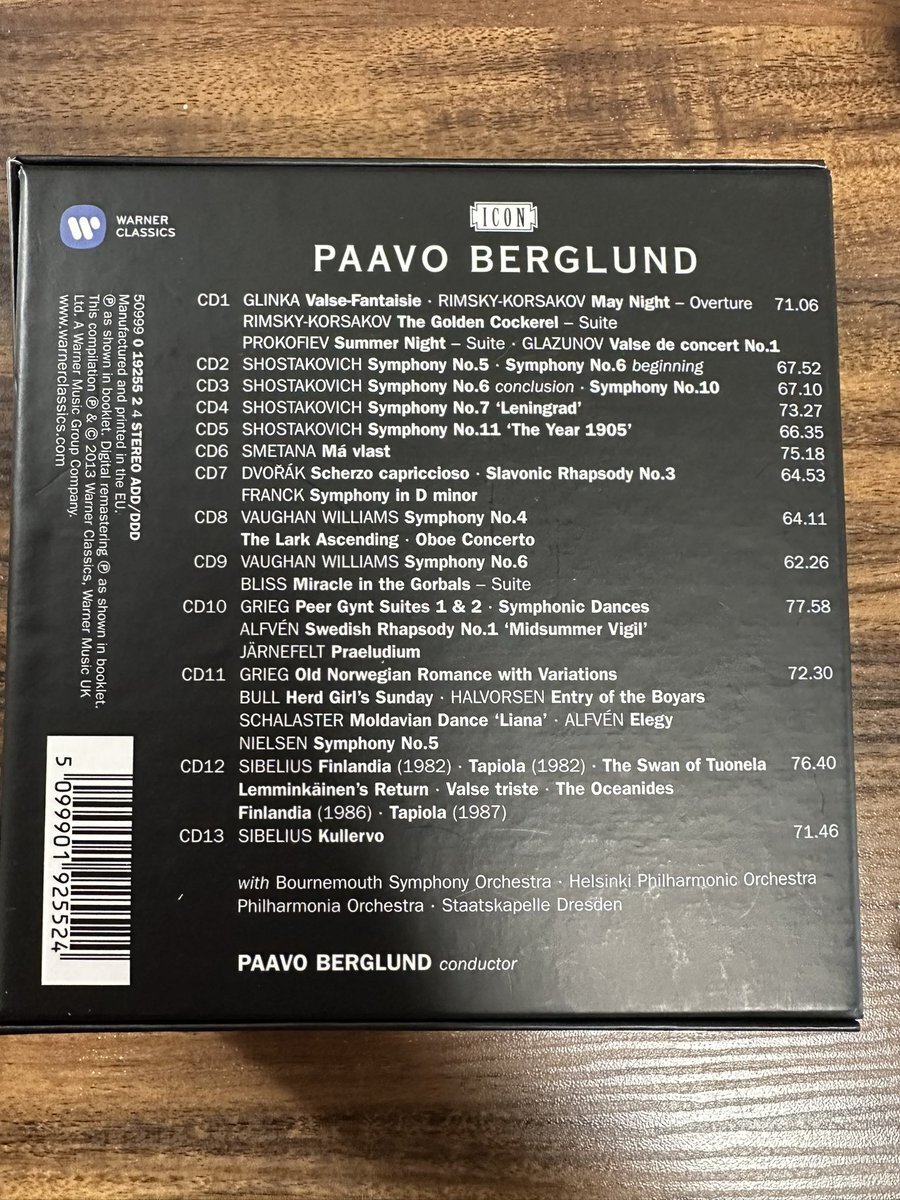 WARNER
CLASSICS
ICON
PAAVO BERGLUND
CD1 GLINKA Valse-Fantaisie · RIMSKY-KORSAKOV May Night – Overture 71.06
RIMSKY-KORSAKOV The Golden Cockerel – Suite
PROKOFIEV Summer Night – Suite · GLAZUNOV Valse de concert No.1
CD2 SHOSTAKOVICH Symphony No.5 · Symphony No.6 beginning 67.52
CD3 SHOSTAKOVICH Symphony No.6 conclusion · Symphony No.10 67.10
CD4 SHOSTAKOVICH Symphony No.7 ‘Leningrad’ 73.27
CD5 SHOSTAKOVICH Symphony No.11 ‘The Year 1905’ 66.35
CD6 SMETANA Má vlast 75.18
CD7 DVOŘÁK Scherzo capriccioso · Slavonic Rhapsody No.3 64.53
FRANCK Symphony in D minor
CD8 VAUGHAN WILLIAMS Symphony No.4 64.11
The Lark Ascending · Oboe Concerto
CD9 VAUGHAN WILLIAMS Symphony No.6 62.26
BLISS Miracle in the Gorbals – Suite
CD10 GRIEG Peer Gynt Suites 1 & 2 · Symphonic Dances 77.58
ALFVÉN Swedish Rhapsody No.1 ‘Midsummer Vigil’
JÄRNEFELT Praeludium
CD11 GRIEG Old Norwegian Romance with Variations 72.30
BULL Herd Girl’s Sunday · HALVORSEN Entry of the Boyars
SCHALASTER Moldavian Dance ‘Liana’ · ALFVÉN Elegy
NIELSEN Symphony No.5
CD12 SIBELIUS Finlandia (1982) · Tapiola (1982) · The Swan of Tuonela 76.40
Lemminkäinen’s Return · Valse triste · The Oceanides
Finlandia (1986) · Tapiola (1987)
CD13 SIBELIUS Kullervo 71.46
with Bournemouth Symphony Orchestra · Helsinki Philharmonic Orchestra
Philharmonia Orchestra · Staatskapelle Dresden
PAAVO BERGLUND conductor
50999 0 19255 2 4 STEREO ADD/DDD
Manufactured and printed in the EU.
℗ as shown in booklet. Digital remastering ℗ as shown in booklet.
This compilation ℗ & © 2013 Warner Classics, Warner Music UK
Ltd. A Warner Music Group Company.
www.warnerclassics.com
5 099901 925524